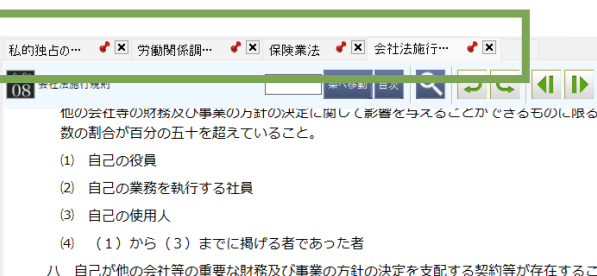 私的独占の… 労働関係調… 保険業法 会社法施行…
08 会社法施行規則 条へ移動 目次
他の会社等の財務及び事業の方針の決定に関して影響を与えることができるものに限る
数の割合が百分の五十を超えていること。
⑴ 自己の役員
⑵ 自己の業務を執行する社員
⑶ 自己の使用人
⑷ （１）から（３）までに掲げる者であった者
八 自己が他の会社等の重要な財務及び事業の方針の決定を支配する契約等が存在するこ